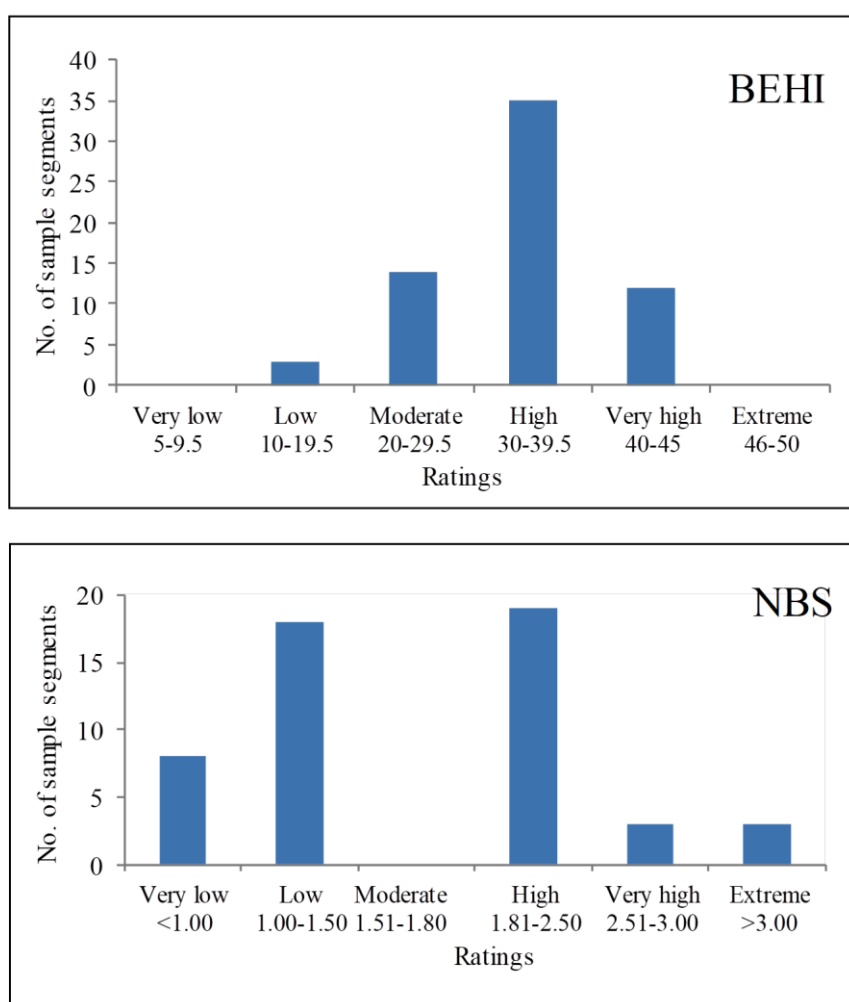 BEHI
No. of sample segments
40
35
30
25
20
15
10
5
0
Very low Low Moderate High Very high Extreme
5-9.5 10-19.5 20-29.5 30-39.5 40-45 46-50
Ratings
NBS
No. of sample segments
20
15
10
5
0
Very low Low Moderate High Very high Extreme
<1.00 1.00-1.50 1.51-1.80 1.81-2.50 2.51-3.00 >3.00
Ratings